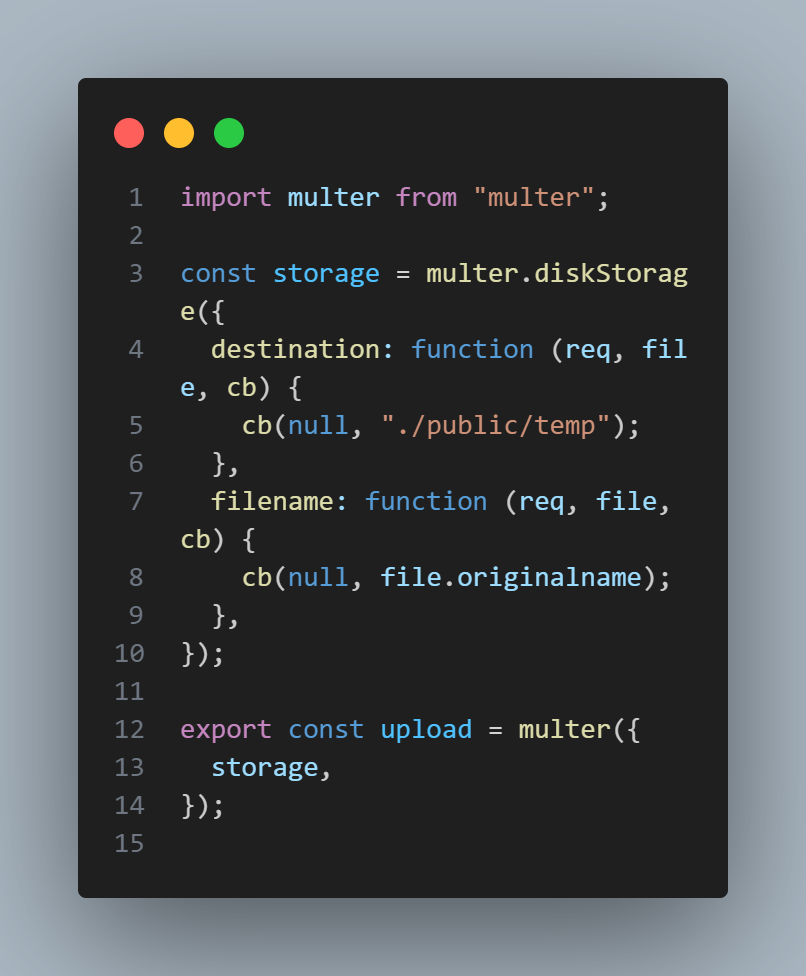 1 import multer from "multer";
2
3 const storage = multer.diskStorag
e({
4   destination: function (req, fil
e, cb) {
5     cb(null, "./public/temp");
6   },
7   filename: function (req, file,
cb) {
8     cb(null, file.originalname);
9   },
10 });
11
12 export const upload = multer({
13   storage,
14 });
15